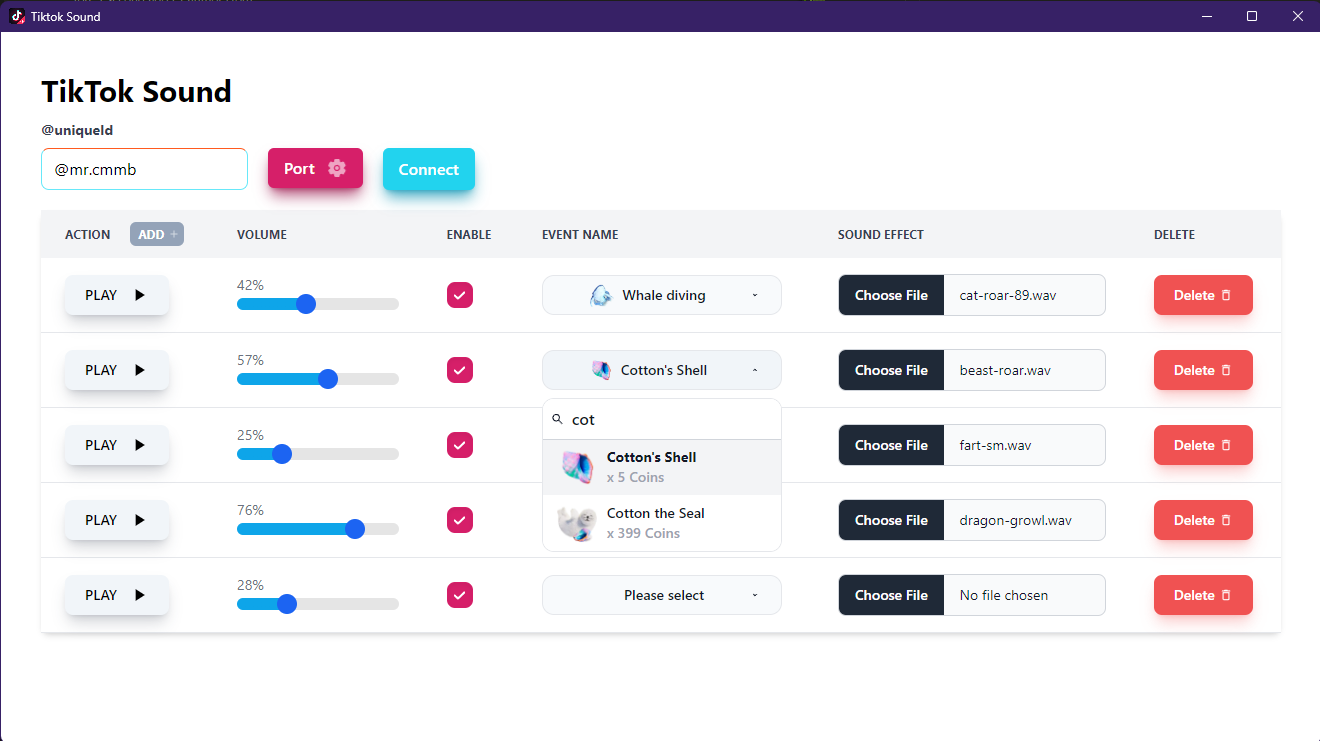 Tiktok Sound
TikTok Sound
@uniqueId
@mr.cmmb
Port
Connect
ACTION ADD + VOLUME ENABLE EVENT NAME SOUND EFFECT DELETE
42%
PLAY Whale diving Choose File cat-roar-89.wav Delete
57%
PLAY Cotton's Shell Choose File beast-roar.wav Delete
cot
25%
PLAY Choose File fart-sm.wav Delete
Cotton's Shell
x 5 Coins
76%
PLAY Choose File dragon-growl.wav Delete
Cotton the Seal
x 399 Coins
28%
PLAY Please select Choose File No file chosen Delete